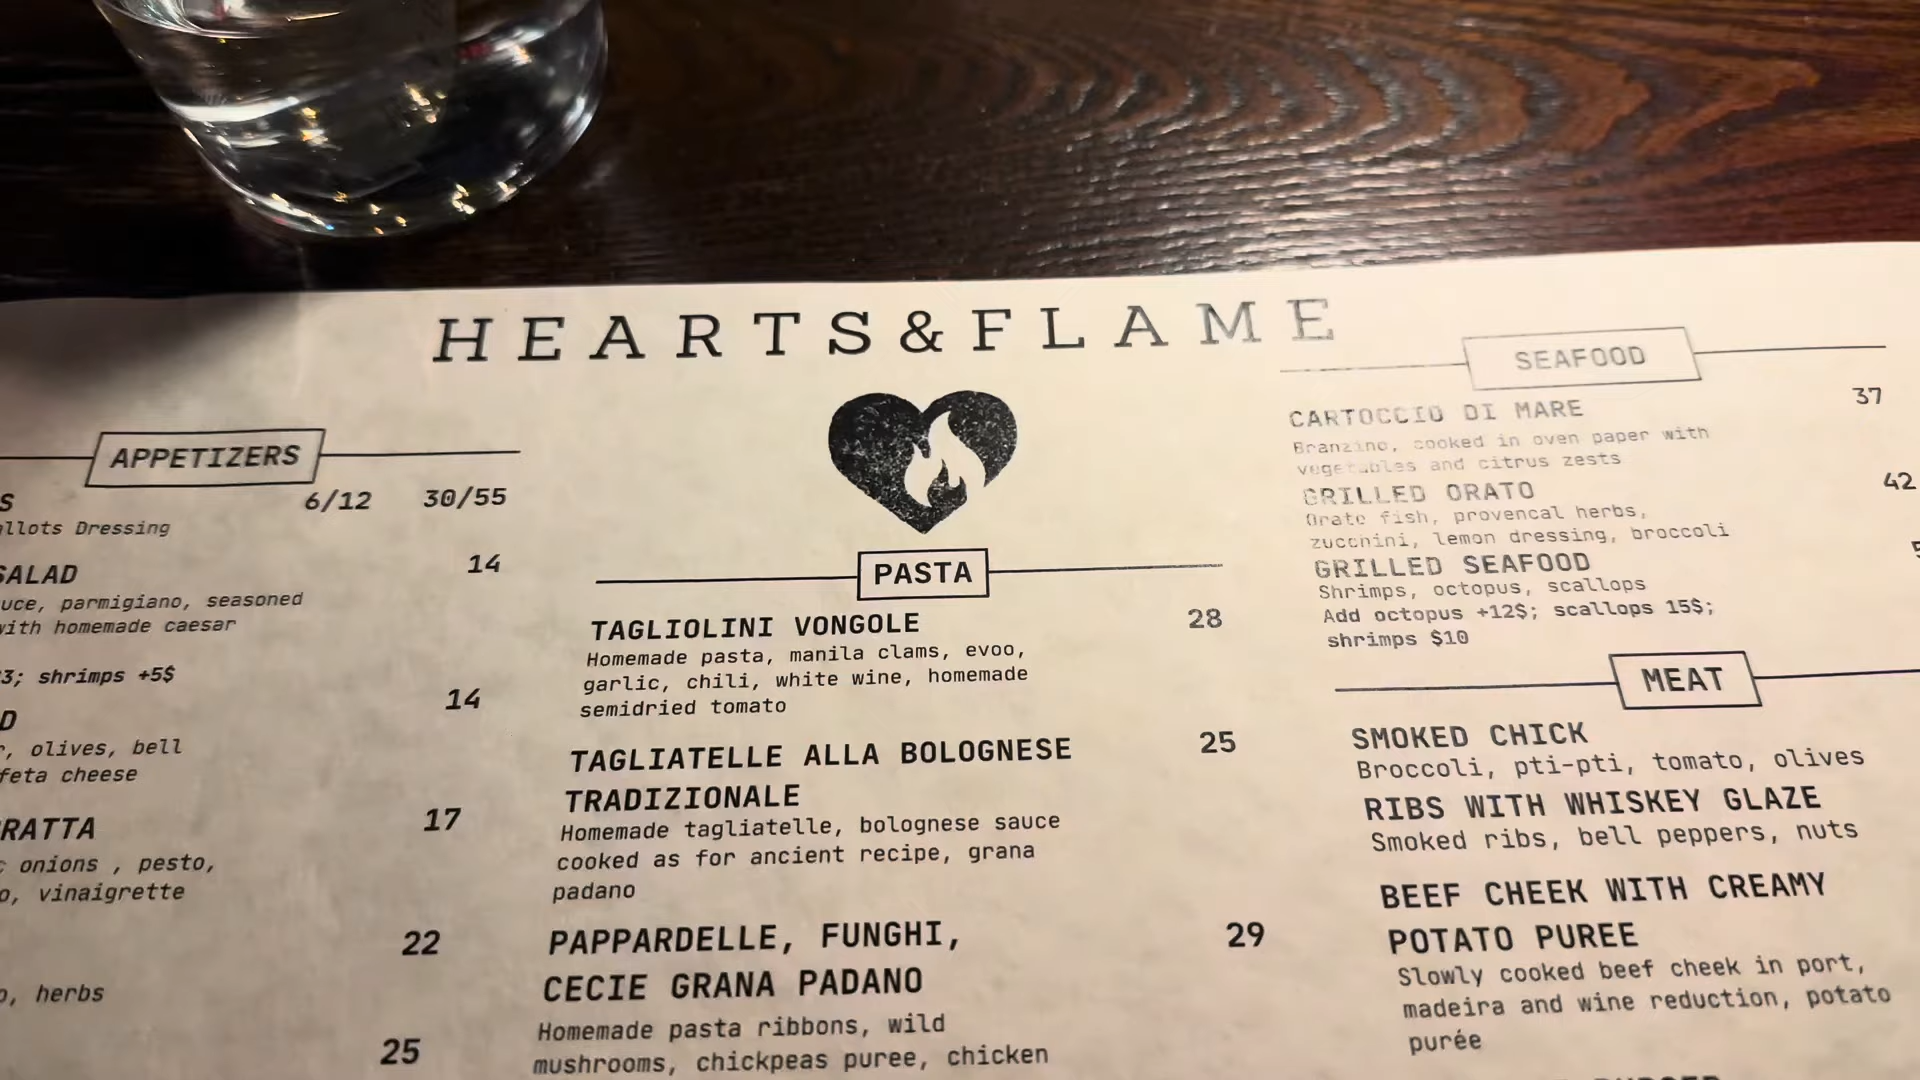 HEARTS&FLAME
APPETIZERS
S 6/12 30/55
allots Dressing
SALAD 14
uce, parmigiano, seasoned
with homemade caesar
3; shrimps +5$
D 14
, olives, bell
feta cheese
RATTA 17
onions , pesto,
o, vinaigrette
22
o, herbs
25
PASTA
TAGLIOLINI VONGOLE 28
Homemade pasta, manila clams, evoo,
garlic, chili, white wine, homemade
semidried tomato
TAGLIATELLE ALLA BOLOGNESE 25
TRADIZIONALE
Homemade tagliatelle, bolognese sauce
cooked as for ancient recipe, grana
padano
PAPPARDELLE, FUNGHI, 29
CECIE GRANA PADANO
Homemade pasta ribbons, wild
mushrooms, chickpeas puree, chicken
SEAFOOD
CARTOCCIO DI MARE 37
Branzino, cooked in oven paper with
vegetables and citrus zests
GRILLED ORATO 42
Orate fish, provencal herbs,
zucchini, lemon dressing, broccoli
GRILLED SEAFOOD
Shrimps, octopus, scallops
Add octopus +12$; scallops 15$;
shrimps $10
MEAT
SMOKED CHICK
Broccoli, pti-pti, tomato, olives
RIBS WITH WHISKEY GLAZE
Smoked ribs, bell peppers, nuts
BEEF CHEEK WITH CREAMY
POTATO PUREE
Slowly cooked beef cheek in port,
madeira and wine reduction, potato
purée